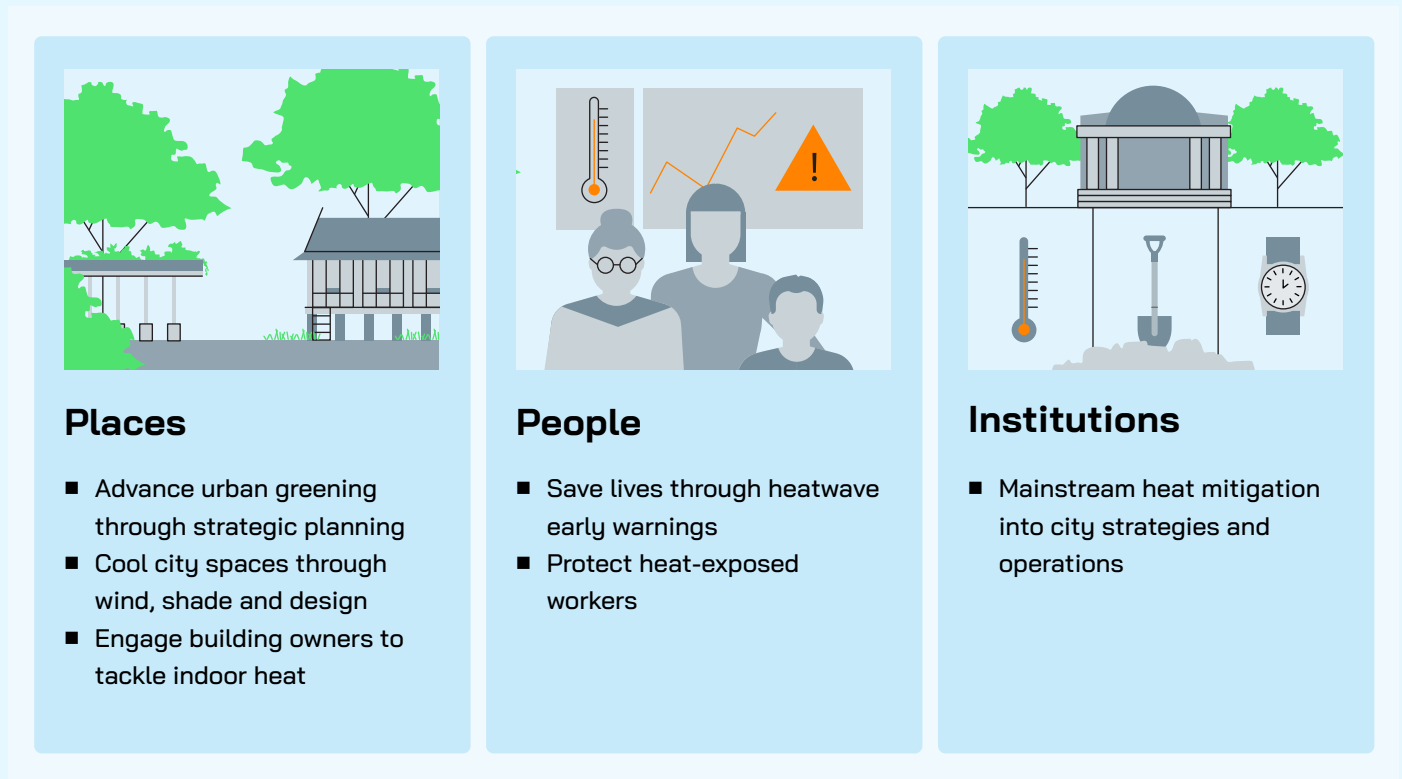 Places
■ Advance urban greening
through strategic planning
■ Cool city spaces through
wind, shade and design
■ Engage building owners to
tackle indoor heat
!
People
■ Save lives through heatwave
early warnings
■ Protect heat-exposed
workers
Institutions
■ Mainstream heat mitigation
into city strategies and
operations